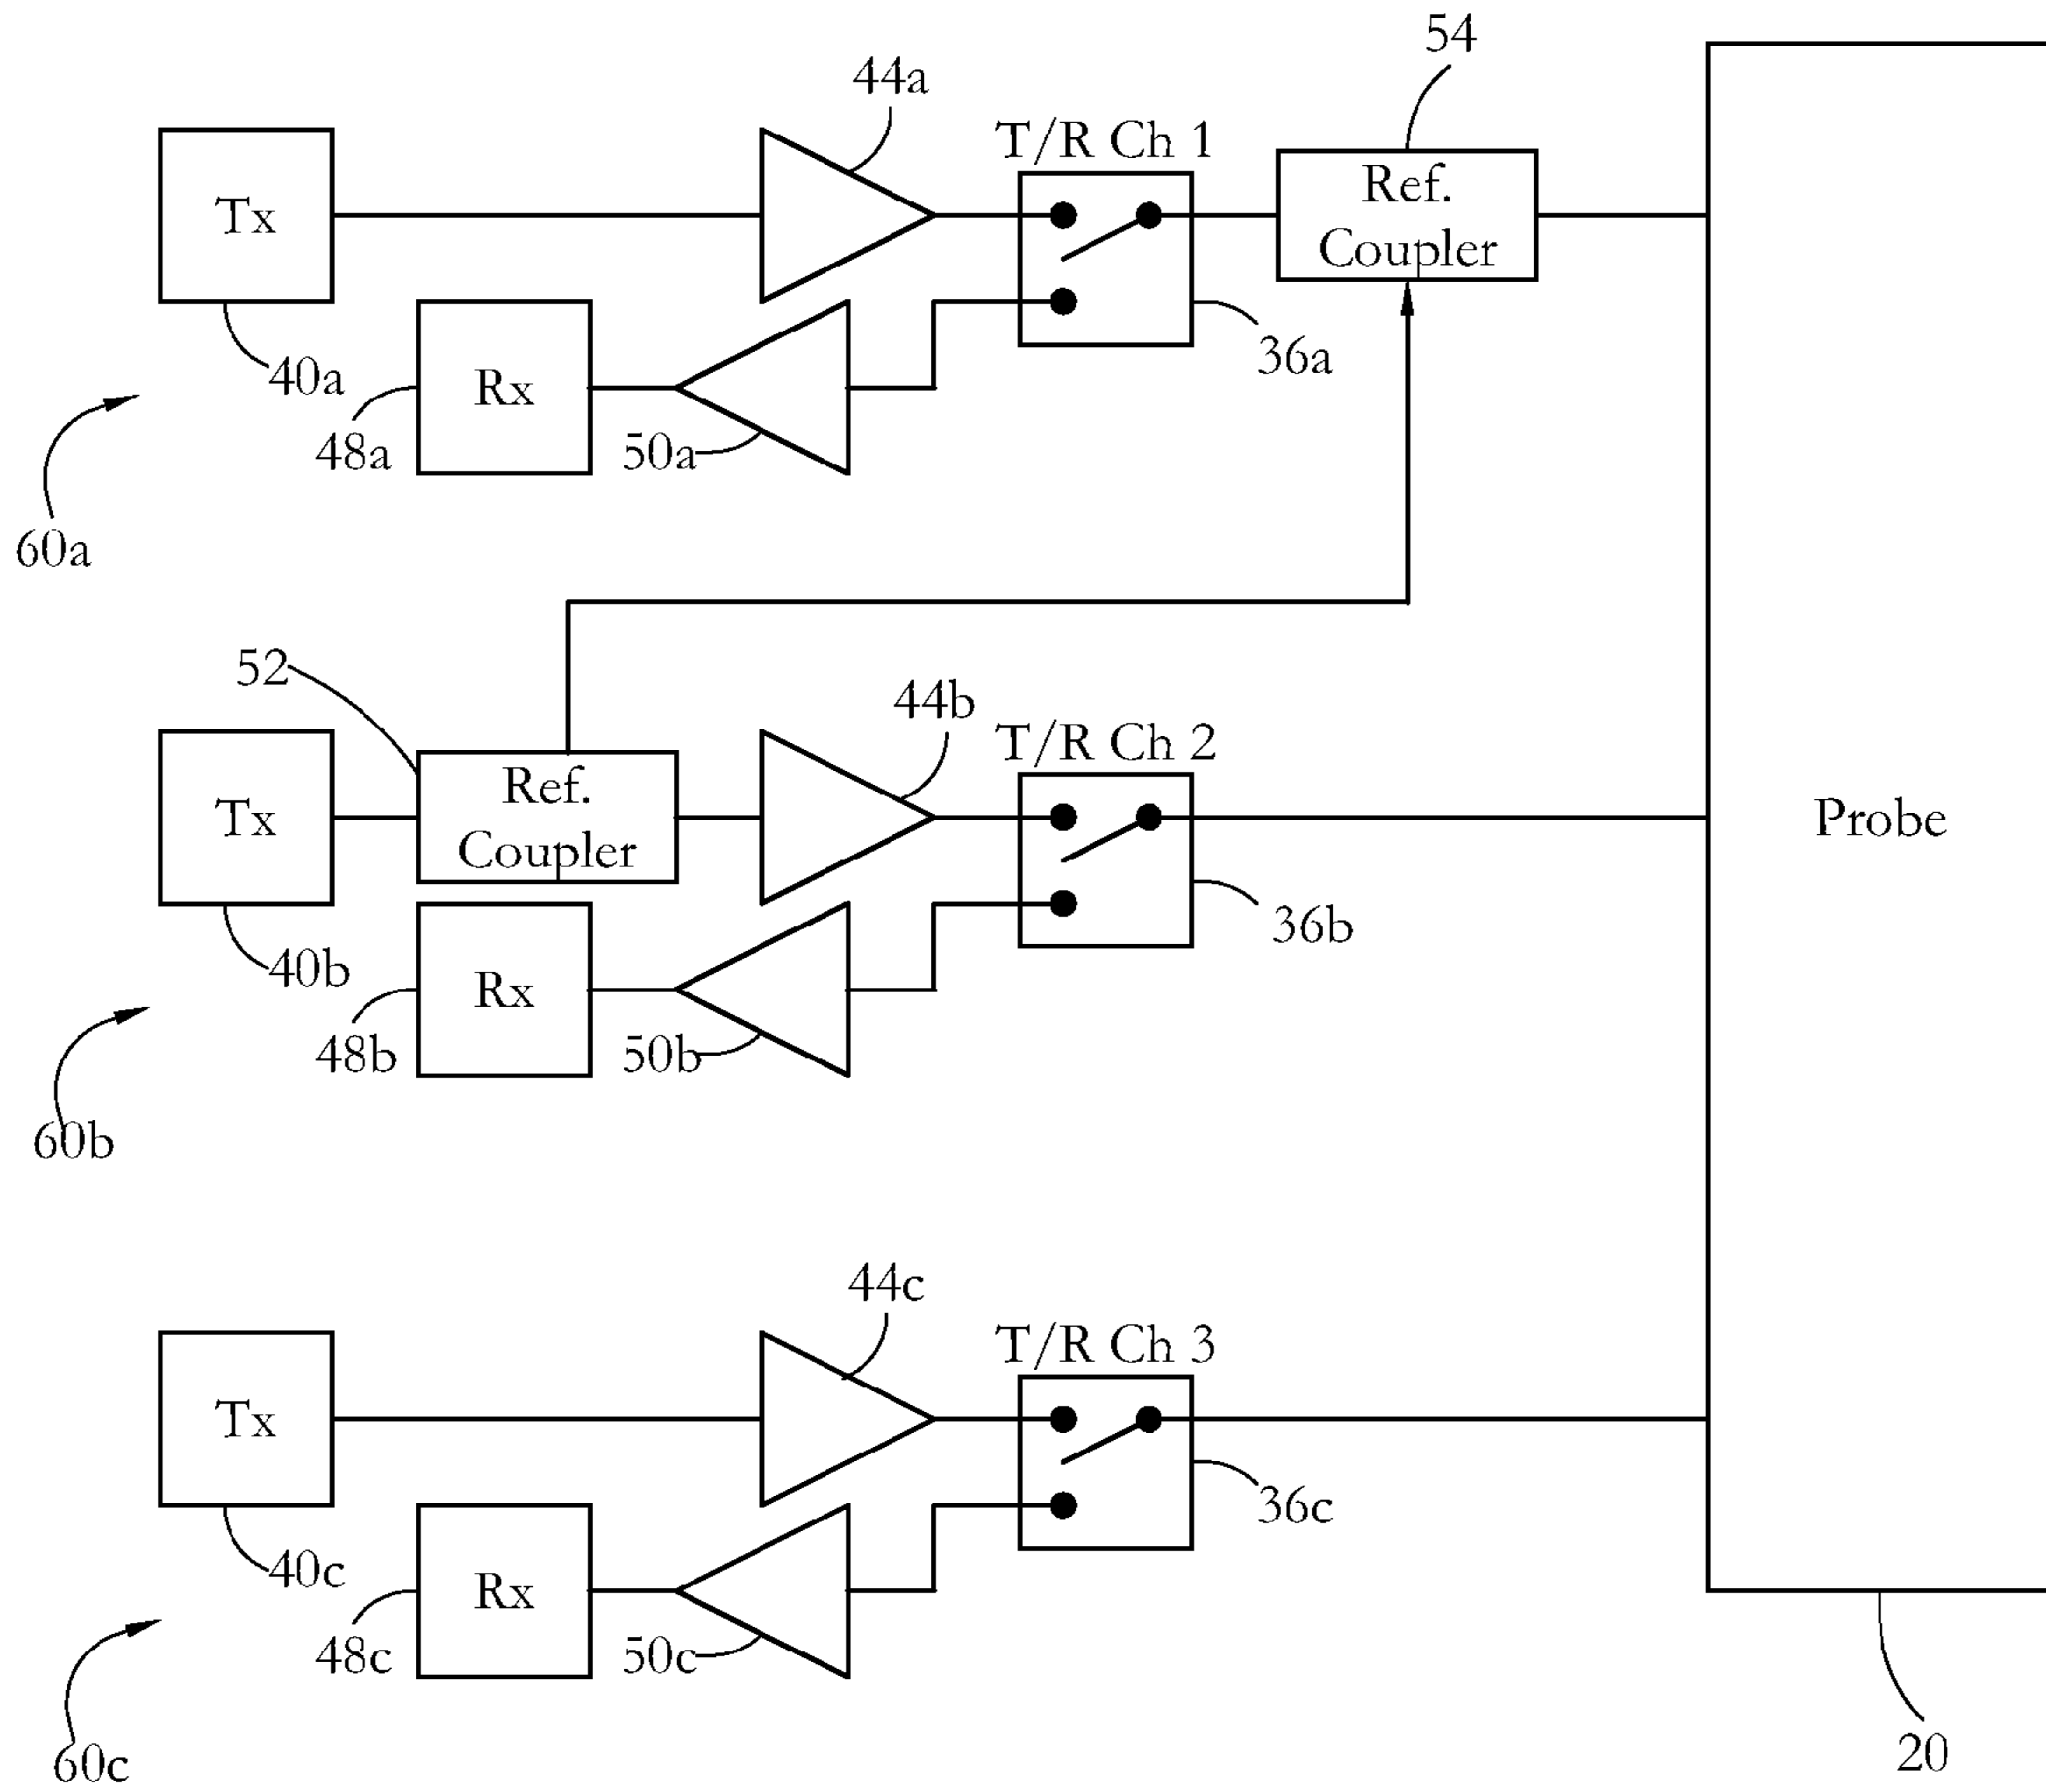 54
44a
T/R Ch 1
Tx
Ref.
Coupler
36a
40a
Rx
48a
50a
60a
52
44b
T/R Ch 2
Tx
Ref.
Coupler
Probe
36b
40b
Rx
48b
50b
60b
44c
T/R Ch 3
Tx
36c
40c
Rx
48c
50c
60c
20